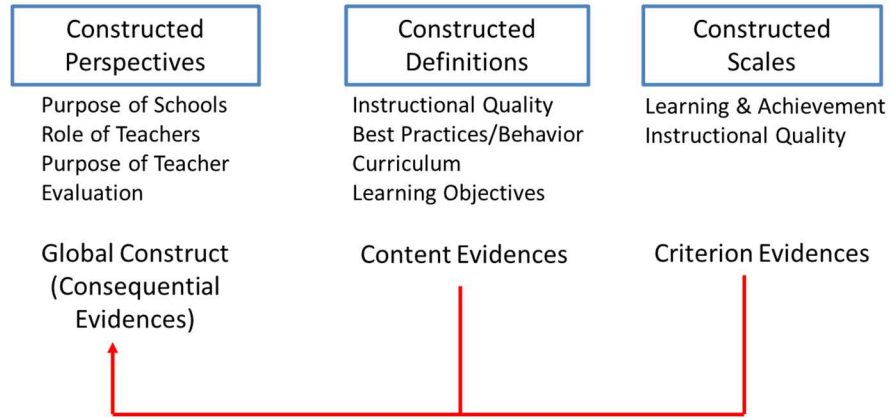 Constructed
Perspectives
Purpose of Schools
Role of Teachers
Purpose of Teacher
Evaluation
Global Construct
(Consequential
Evidences)
Constructed
Definitions
Instructional Quality
Best Practices/Behavior
Curriculum
Learning Objectives
Content Evidences
Constructed
Scales
Learning & Achievement
Instructional Quality
Criterion Evidences